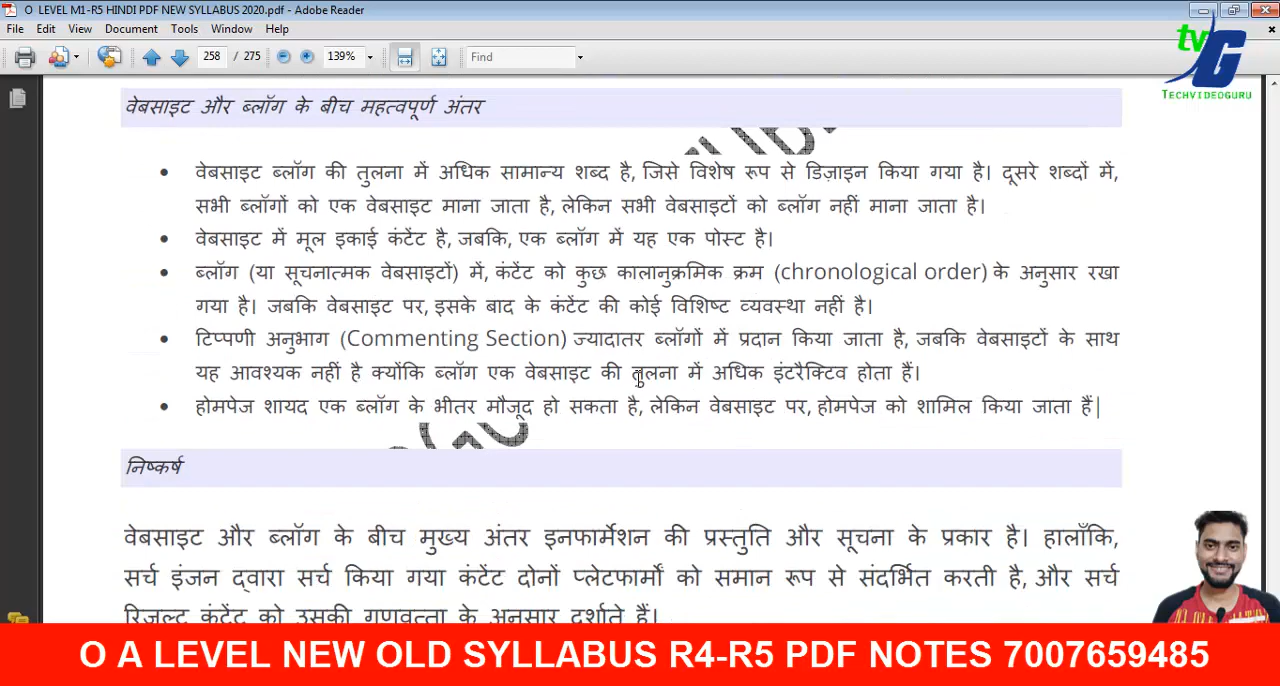 O LEVEL M1-R5 HINDI PDF NEW SYLLABUS 2020.pdf - Adobe Reader
File Edit View Document Tools Window Help
258 / 275 139% Find
tv G
TECHVIDEOGURU
वेबसाइट और ब्लॉग के बीच महत्वपूर्ण अंतर
• वेबसाइट ब्लॉग की तुलना में अधिक सामान्य शब्द है, जिसे विशेष रूप से डिज़ाइन किया गया है। दूसरे शब्दों में,
सभी ब्लॉगों को एक वेबसाइट माना जाता है, लेकिन सभी वेबसाइटों को ब्लॉग नहीं माना जाता है।
• वेबसाइट में मूल इकाई कंटेंट है, जबकि, एक ब्लॉग में यह एक पोस्ट है।
• ब्लॉग (या सूचनात्मक वेबसाइटों) में, कंटेंट को कुछ कालानुक्रमिक क्रम (chronological order) के अनुसार रखा
गया है। जबकि वेबसाइट पर, इसके बाद के कंटेंट की कोई विशिष्ट व्यवस्था नहीं है।
• टिप्पणी अनुभाग (Commenting Section) ज्यादातर ब्लॉगों में प्रदान किया जाता है, जबकि वेबसाइटों के साथ
यह आवश्यक नहीं है क्योंकि ब्लॉग एक वेबसाइट की तुलना में अधिक इंटरैक्टिव होता हैं।
• होमपेज शायद एक ब्लॉग के भीतर मौजूद हो सकता है, लेकिन वेबसाइट पर, होमपेज को शामिल किया जाता हैं|
निष्कर्ष
वेबसाइट और ब्लॉग के बीच मुख्य अंतर इनफार्मेशन की प्रस्तुति और सूचना के प्रकार है। हालाँकि,
सर्च इंजन द्वारा सर्च किया गया कंटेंट दोनों प्लेटफार्मों को समान रूप से संदर्भित करती है, और सर्च
रिजल्ट कंटेंट को उसकी गुणवत्ता के अनुसार दर्शाते हैं।
O A LEVEL NEW OLD SYLLABUS R4-R5 PDF NOTES 7007659485